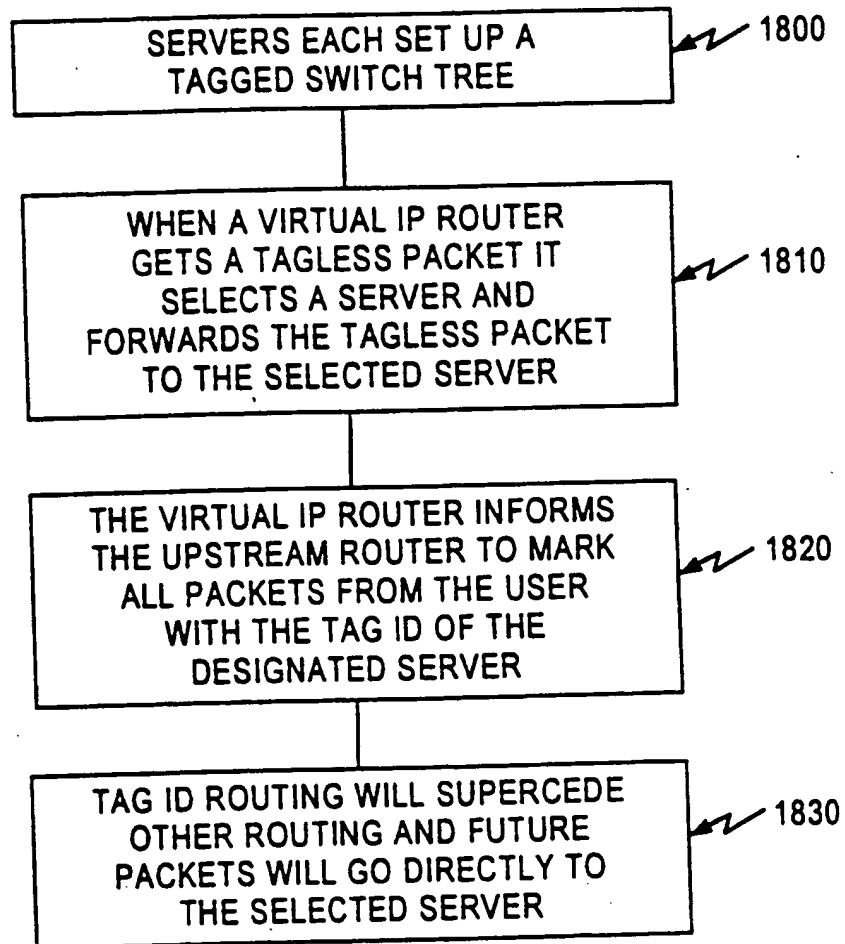 SERVERS EACH SET UP A
TAGGED SWITCH TREE
1800
WHEN A VIRTUAL IP ROUTER
GETS A TAGLESS PACKET IT
SELECTS A SERVER AND
FORWARDS THE TAGLESS PACKET
TO THE SELECTED SERVER
1810
THE VIRTUAL IP ROUTER INFORMS
THE UPSTREAM ROUTER TO MARK
ALL PACKETS FROM THE USER
WITH THE TAG ID OF THE
DESIGNATED SERVER
1820
TAG ID ROUTING WILL SUPERCEDE
OTHER ROUTING AND FUTURE
PACKETS WILL GO DIRECTLY TO
THE SELECTED SERVER
1830